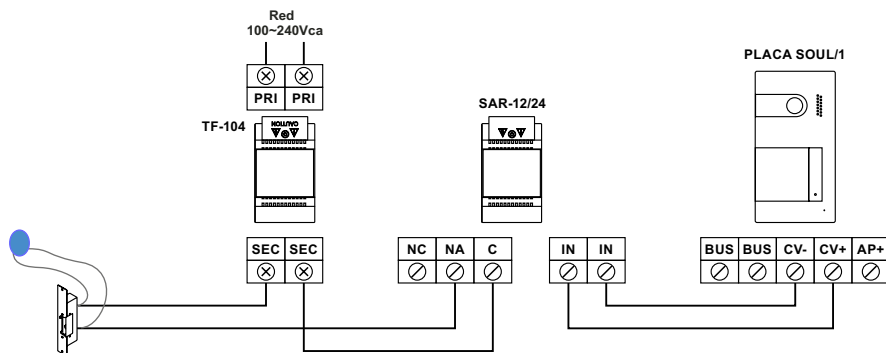 Red
100~240Vca
PRI PRI
TF-104
CAUTION
SAR-12/24
PLACA SOUL/1
SEC SEC
NC NA C
IN IN
BUS BUS CV- CV+ AP+